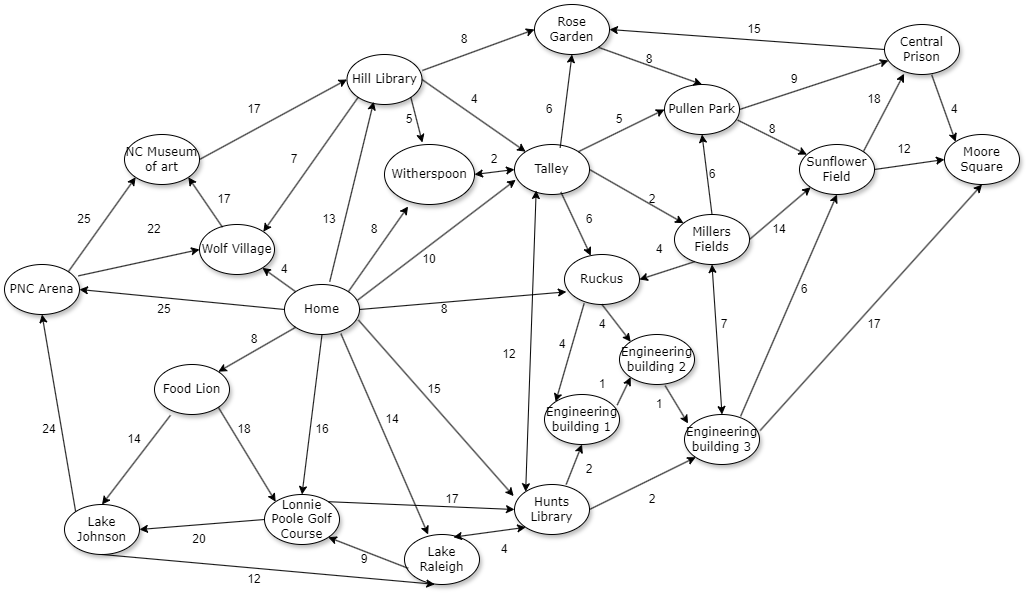 Rose
Garden
15
Central
Prison
8
8
Hill Library
9
4
17
4
5
18
6
5
Pullen Park
8
12
NC Museum
of art
7
2
Talley
Sunflower
Field
Moore
Square
Witherspoon
6
2
17
25
22
13
8
6
Millers
Fields
14
Wolf Village
4
10
4
Ruckus
PNC Arena
25
Home
8
6
4
7
17
8
12
4
Engineering
building 2
1
Food Lion
15
1
14
Engineering
building 1
24
14
18
16
Engineering
building 3
2
17
2
Lake
Johnson
Lonnie
Poole Golf
Course
Hunts
Library
20
4
9
Lake
Raleigh
12